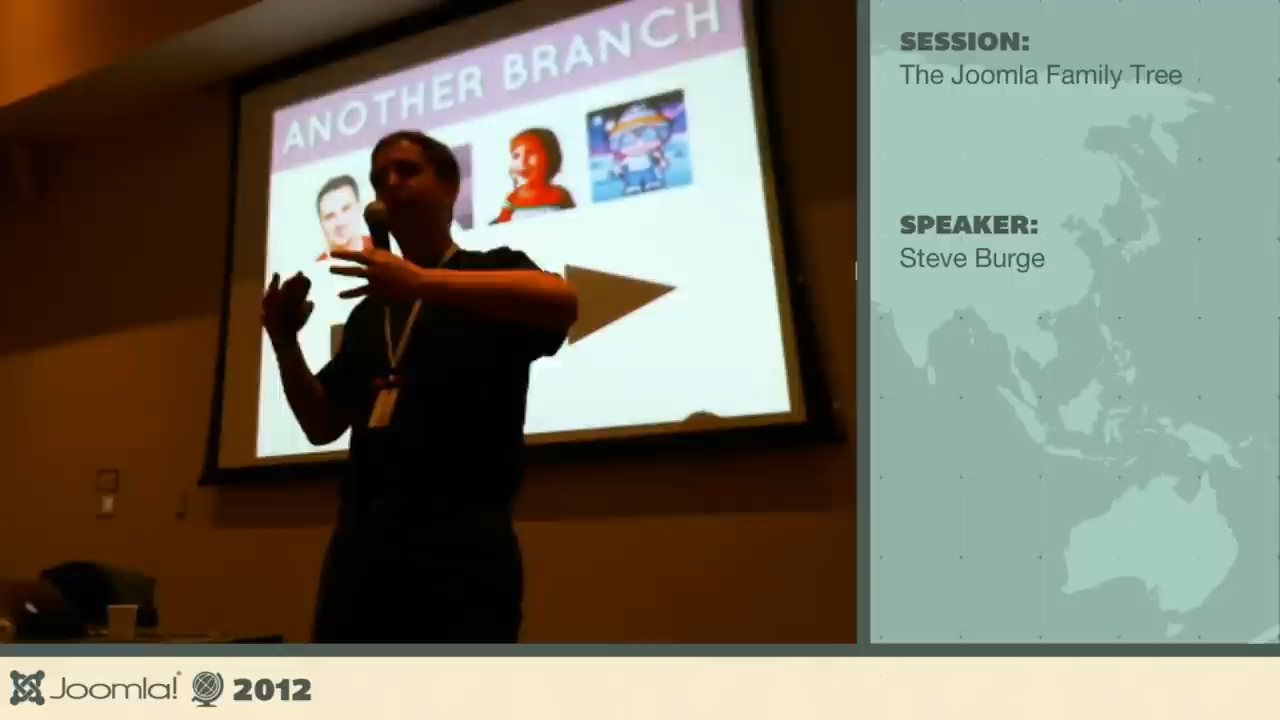 ANOTHER BRANCH
SESSION:
The Joomla Family Tree
SPEAKER:
Steve Burge
Joomla! 2012